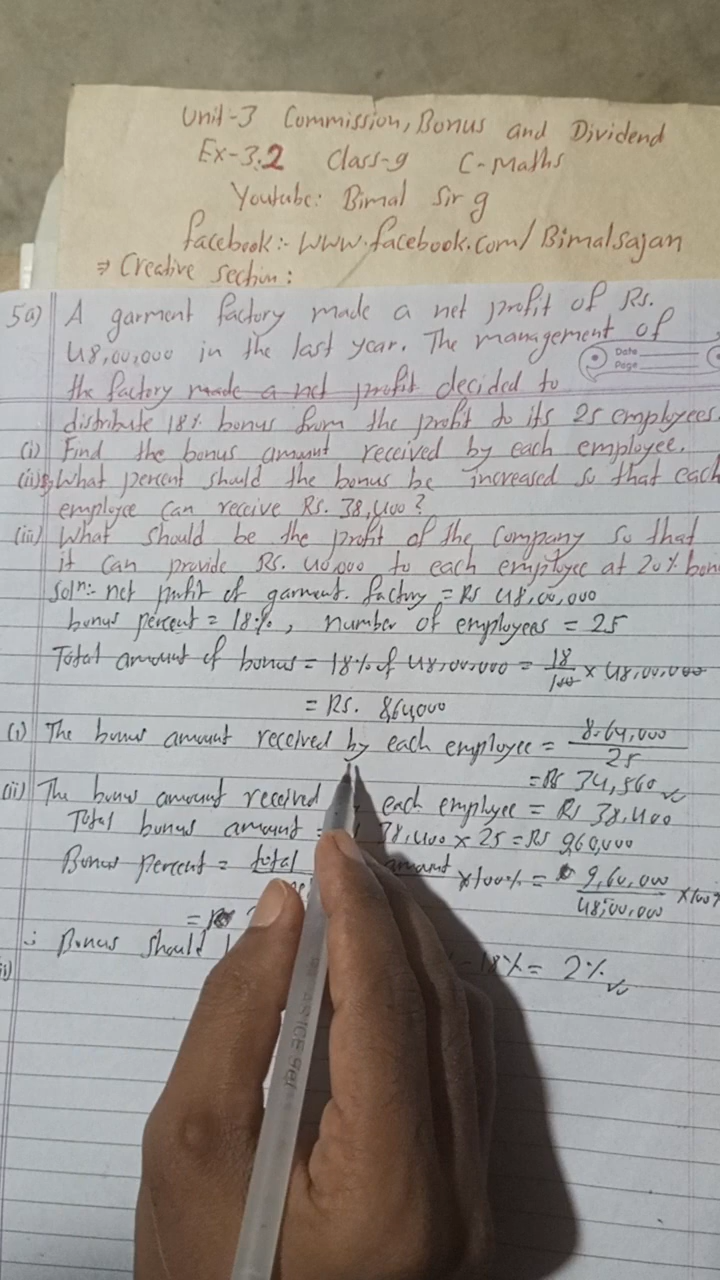 Unit-3 Commission, Bonus and Dividend
Ex-3.2 Class-9 C-Maths
Youtube: Bimal Sir g
facebook:- www.facebook.com/Bimalsajan
⇒ Creative section:
5a) A garment factory made a net profit of Rs.
48,00,000 in the last year. The management of
Date
Page
the factory made a net profit decided to
distribute 18% bonus from the profit to its 25 employees.
(i) Find the bonus amount received by each employee.
(ii) What percent should the bonus be increased so that each
employee can receive Rs. 38,400?
(iii) What should be the profit of the company so that
it can provide Rs. 40,000 to each employee at 20% bon
Soln:- net profit of garment factory = Rs 48,00,000
bonus percent = 18%, number of employees = 25
Total amount of bonus = 18% of 48,00,000 = 18/100 × 48,00,000
= Rs. 8,64,000
(i) The bonus amount received by each employee = 8,64,000/25
= Rs 34,560
(ii) The bonus amount received each employee = Rs 38,400
Total bonus amount = 38,400 × 25 = Rs 9,60,000
Bonus percent = total amount × 100% = 9,60,000/48,00,000 × 100%
=
∴ Bonus should - 18% = 2%